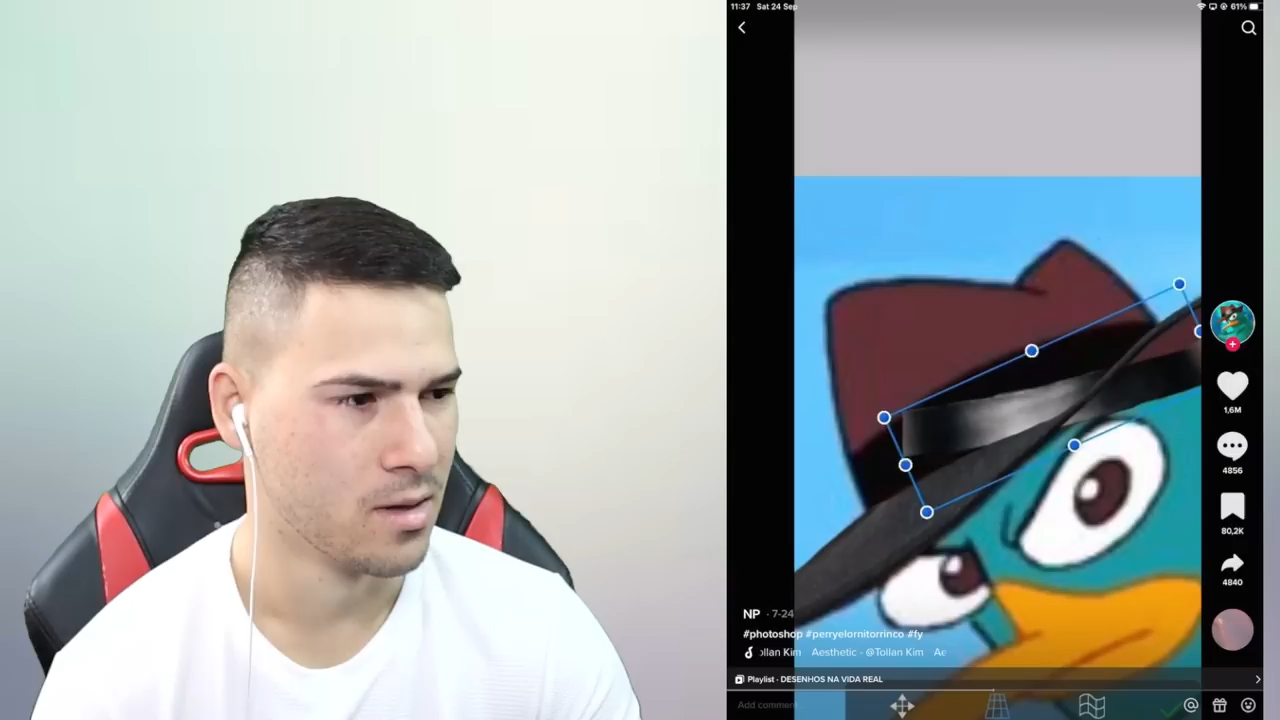 11:37 Sat 24 Sep
61%
1,6M
4856
80,2K
4840
NP · 7-24
#photoshop #perryelornitorrinco #fy
ollan Kim Aesthetic - @Tollan Kim Ae
Playlist · DESENHOS NA VIDA REAL
Add comment...